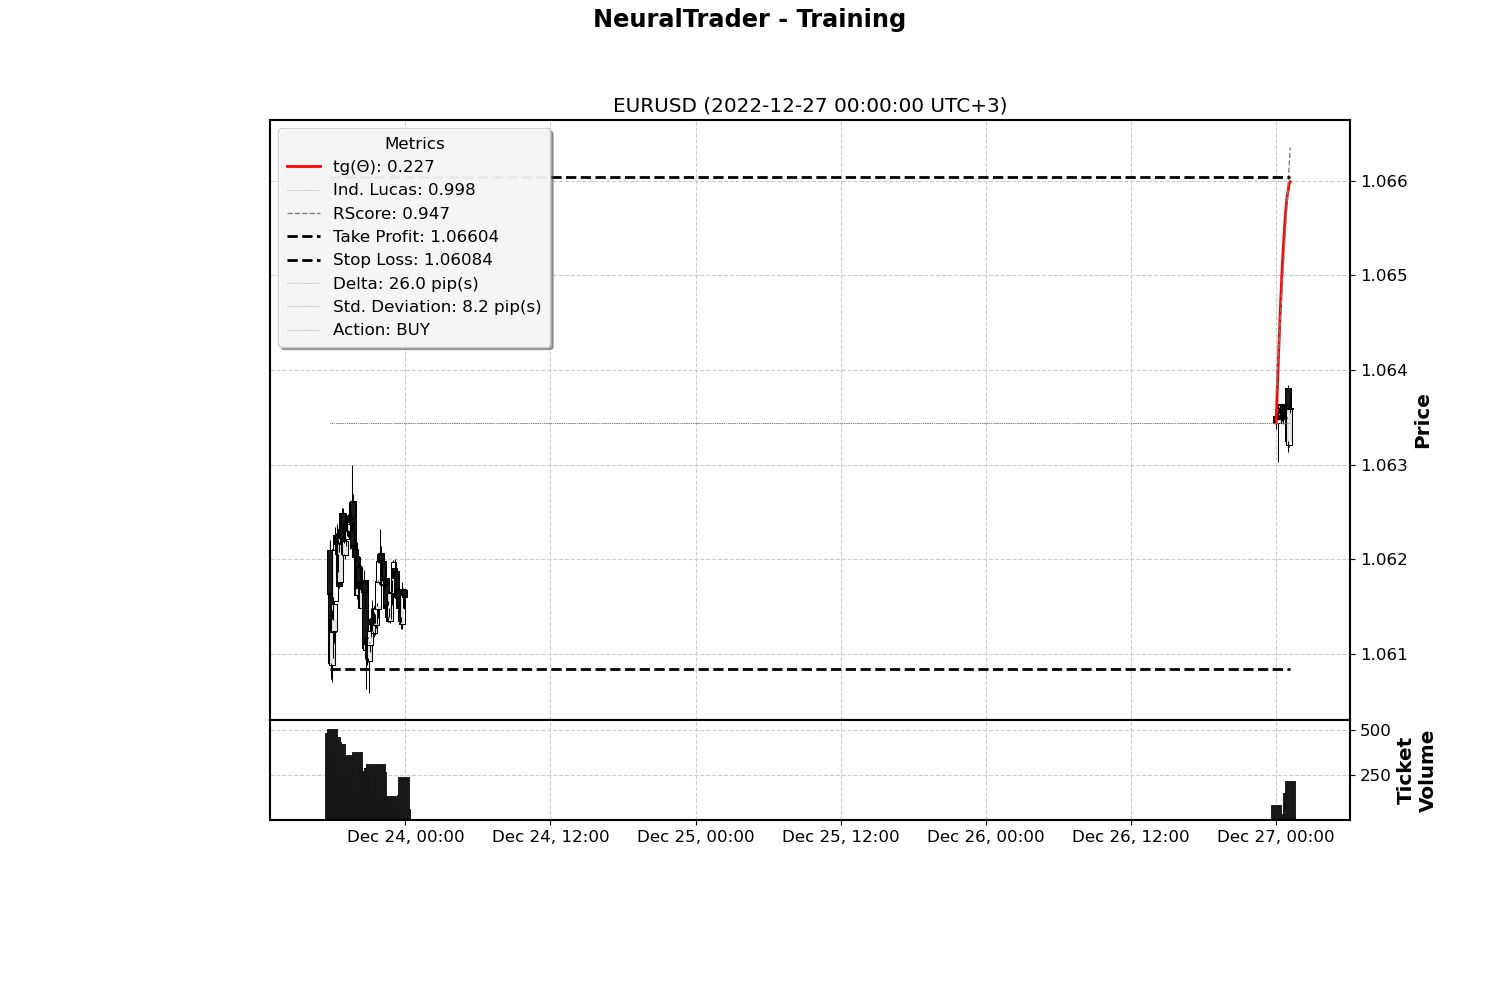 NeuralTrader - Training
EURUSD (2022-12-27 00:00:00 UTC+3)
Metrics
tg(Θ): 0.227
Ind. Lucas: 0.998
RScore: 0.947
Take Profit: 1.06604
Stop Loss: 1.06084
Delta: 26.0 pip(s)
Std. Deviation: 8.2 pip(s)
Action: BUY
1.066
1.065
1.064
1.063
1.062
1.061
Price
500
250
Ticket
Volume
Dec 24, 00:00
Dec 24, 12:00
Dec 25, 00:00
Dec 25, 12:00
Dec 26, 00:00
Dec 26, 12:00
Dec 27, 00:00